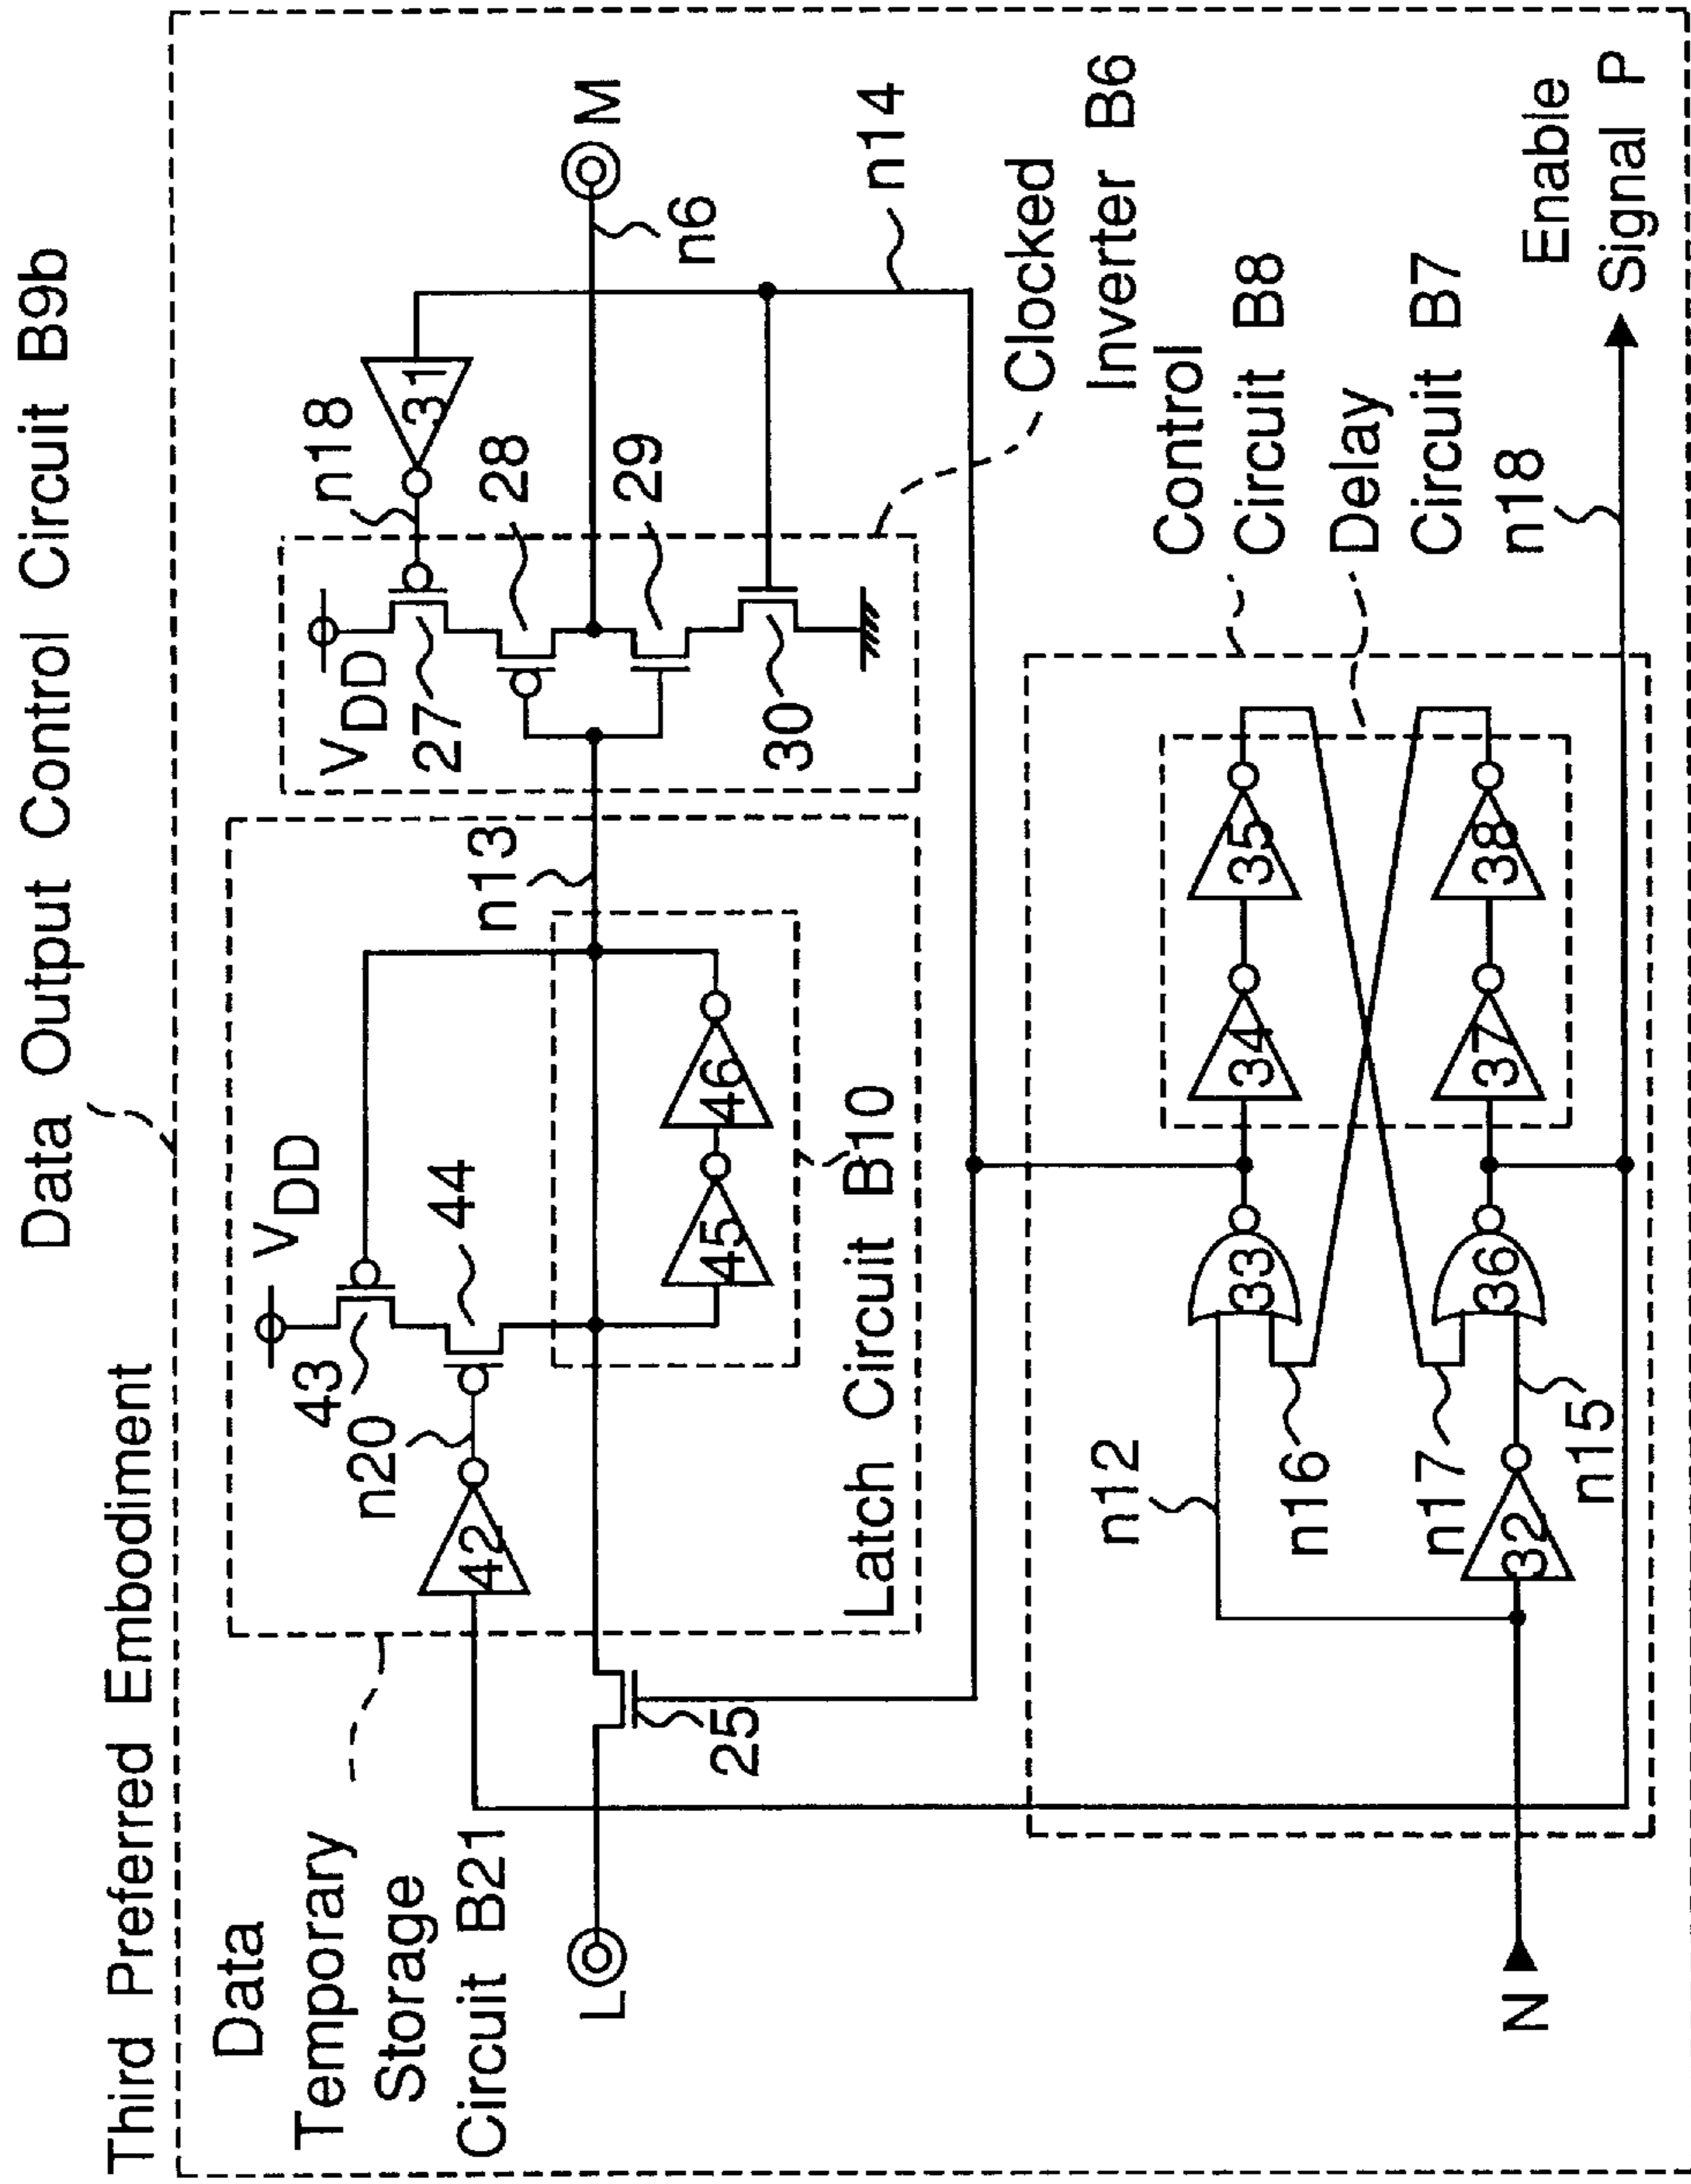 Data Output Control Circuit B9b
Third Preferred Embodiment
Data
Temporary
Storage
Circuit B21
L
VDD
43
n20
44
42
45
46
Latch Circuit B10
25
n13
VDD
27
28
29
30
n18
31
M
n6
n14
Clocked
Inverter B6
Control
Circuit B8
Delay
Circuit B7
n18
Enable
Signal P
N
n12
n16
n17
n15
32
33
36
34
35
37
38